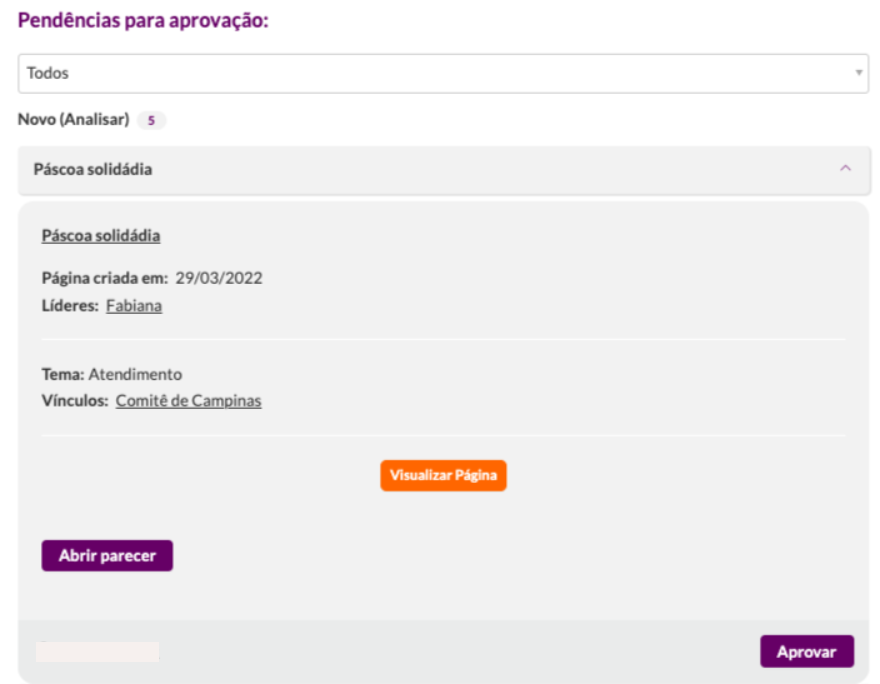 Pendências para aprovação:
Todos
Novo (Analisar) 5
Páscoa solidádia
Páscoa solidádia
Página criada em: 29/03/2022
Líderes: Fabiana
Tema: Atendimento
Vínculos: Comitê de Campinas
Visualizar Página
Abrir parecer
Aprovar